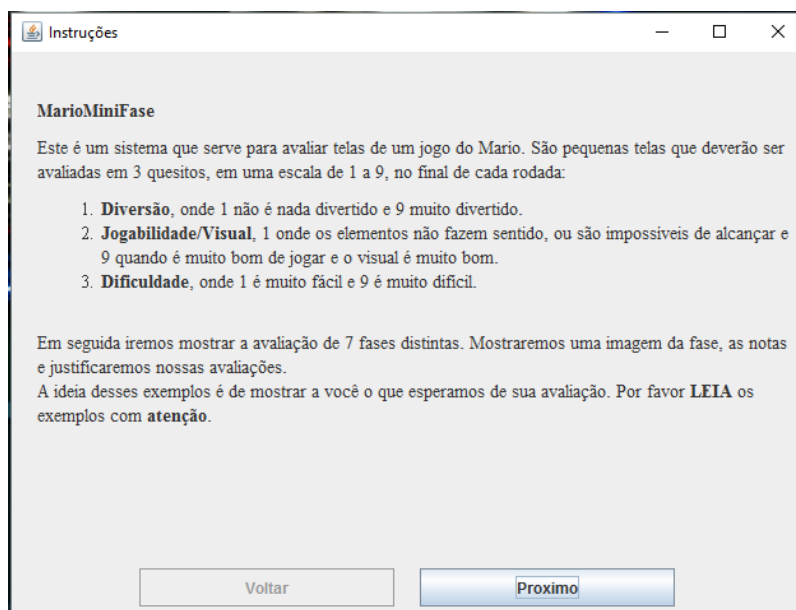 Instruções
MarioMiniFase
Este é um sistema que serve para avaliar telas de um jogo do Mario. São pequenas telas que deverão ser
avaliadas em 3 quesitos, em uma escala de 1 a 9, no final de cada rodada:
1. Diversão, onde 1 não é nada divertido e 9 muito divertido.
2. Jogabilidade/Visual, 1 onde os elementos não fazem sentido, ou são impossiveis de alcançar e
9 quando é muito bom de jogar e o visual é muito bom.
3. Dificuldade, onde 1 é muito fácil e 9 é muito difícil.
Em seguida iremos mostrar a avaliação de 7 fases distintas. Mostraremos uma imagem da fase, as notas
e justificaremos nossas avaliações.
A ideia desses exemplos é de mostrar a você o que esperamos de sua avaliação. Por favor LEIA os
exemplos com atenção.
Voltar
Proximo